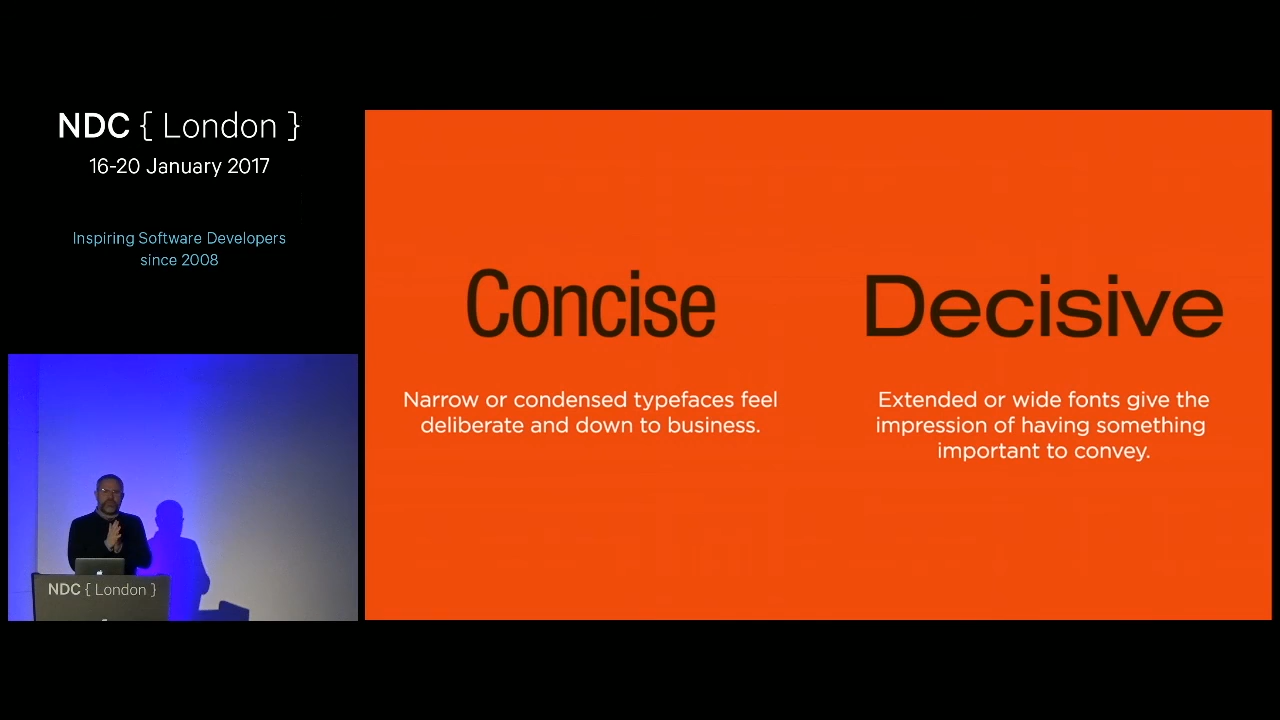 NDC { London }
16-20 January 2017
Inspiring Software Developers
since 2008
Concise
Narrow or condensed typefaces feel
deliberate and down to business.
Decisive
Extended or wide fonts give the
impression of having something
important to convey.
NDC { London }